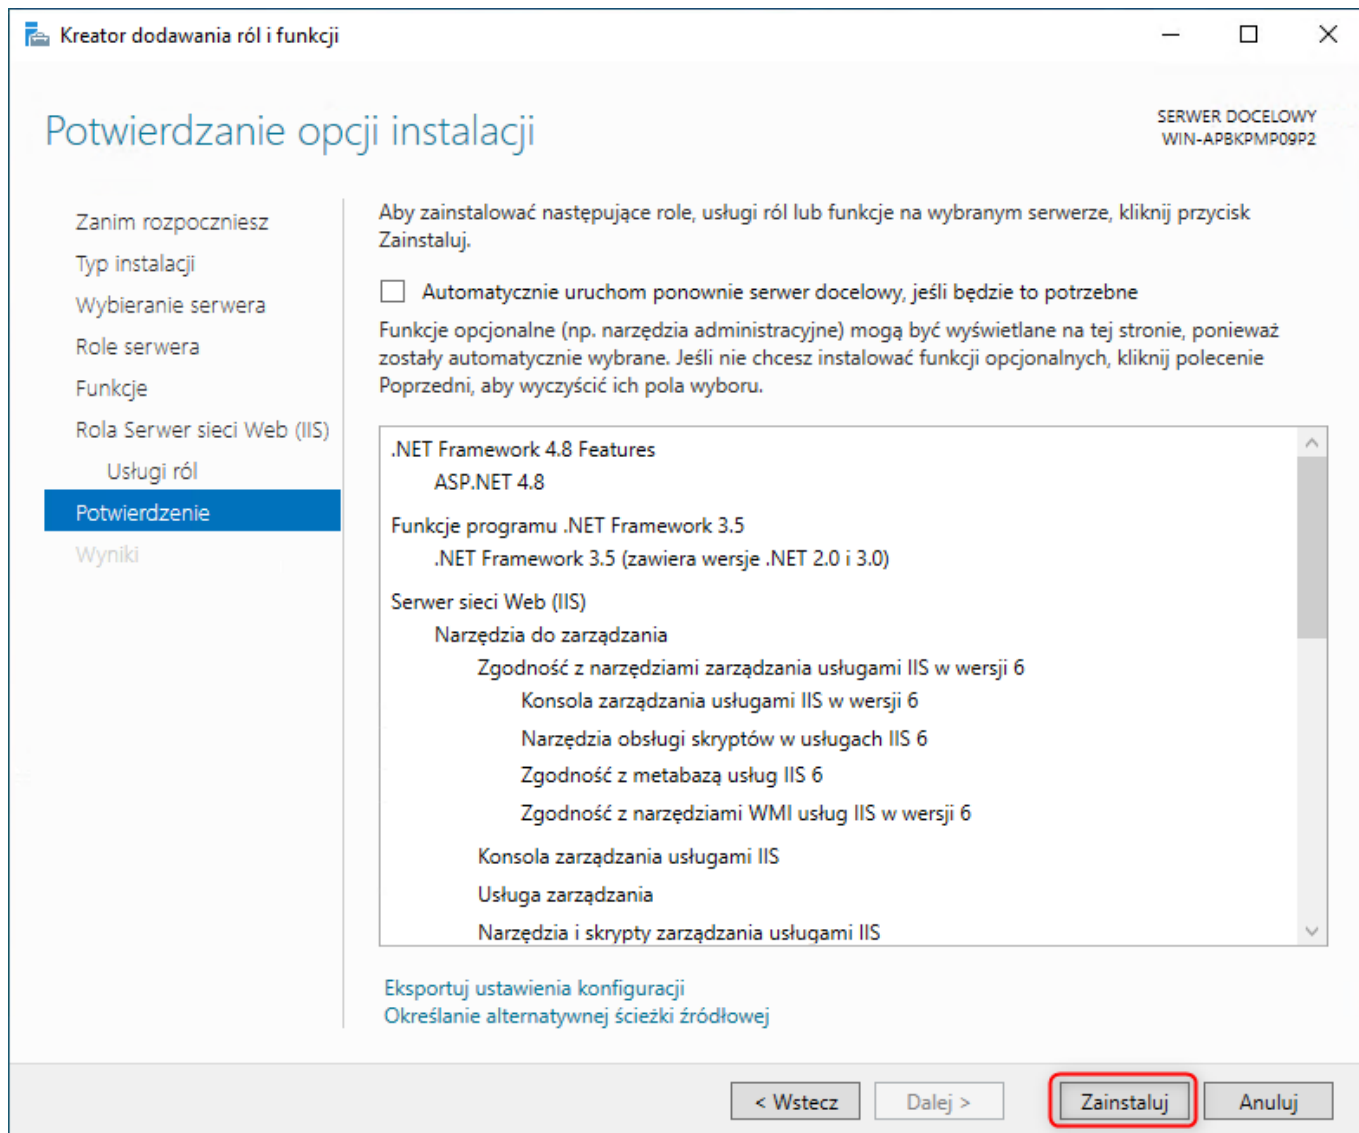 Kreator dodawania ról i funkcji
Potwierdzanie opcji instalacji
SERWER DOCELOWY
WIN-APBKPMP09P2
Zanim rozpoczniesz
Typ instalacji
Wybieranie serwera
Role serwera
Funkcje
Rola Serwer sieci Web (IIS)
Usługi ról
Potwierdzenie
Wyniki
Aby zainstalować następujące role, usługi ról lub funkcje na wybranym serwerze, kliknij przycisk
Zainstaluj.
Automatycznie uruchom ponownie serwer docelowy, jeśli będzie to potrzebne
Funkcje opcjonalne (np. narzędzia administracyjne) mogą być wyświetlane na tej stronie, ponieważ
zostały automatycznie wybrane. Jeśli nie chcesz instalować funkcji opcjonalnych, kliknij polecenie
Poprzedni, aby wyczyścić ich pola wyboru.
.NET Framework 4.8 Features
ASP.NET 4.8
Funkcje programu .NET Framework 3.5
.NET Framework 3.5 (zawiera wersje .NET 2.0 i 3.0)
Serwer sieci Web (IIS)
Narzędzia do zarządzania
Zgodność z narzędziami zarządzania usługami IIS w wersji 6
Konsola zarządzania usługami IIS w wersji 6
Narzędzia obsługi skryptów w usługach IIS 6
Zgodność z metabazą usług IIS 6
Zgodność z narzędziami WMI usług IIS w wersji 6
Konsola zarządzania usługami IIS
Usługa zarządzania
Narzędzia i skrypty zarządzania usługami IIS
Eksportuj ustawienia konfiguracji
Określanie alternatywnej ścieżki źródłowej
< Wstecz
Dalej >
Zainstaluj
Anuluj